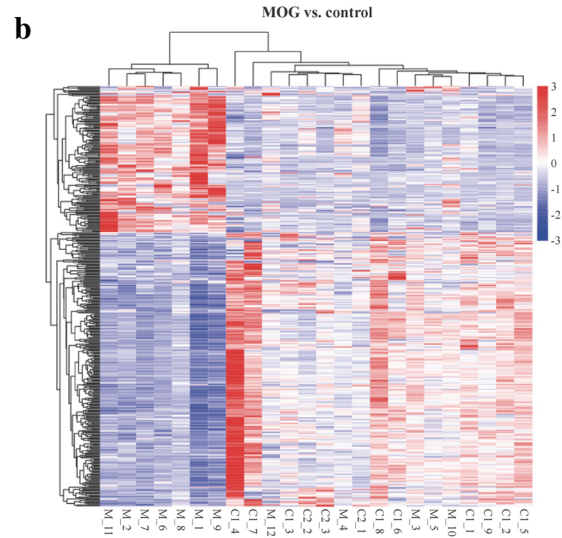 MOG vs. control
b
3
2
1
0
-1
-2
-3
M_11
M_2
M_7
M_6
M_8
M_1
M_9
C1_4
C1_7
M_12
C1_3
C2_2
C2_3
M_4
C2_1
C1_8
C1_6
M_3
M_5
M_10
C1_1
C1_9
C1_2
C1_5